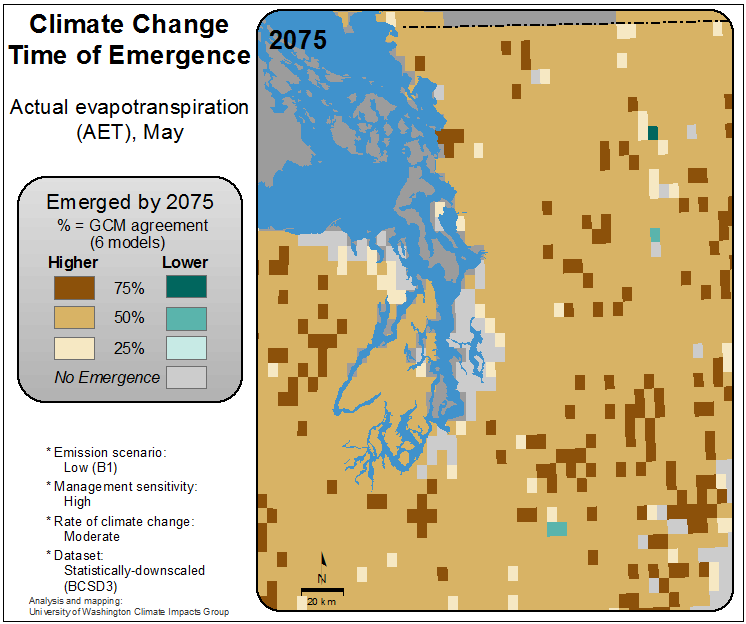 Climate Change
Time of Emergence
Actual evapotranspiration
(AET), May
Emerged by 2075
% = GCM agreement
(6 models)
Higher Lower
75%
50%
25%
No Emergence
* Emission scenario:
Low (B1)
* Management sensitivity:
High
* Rate of climate change:
Moderate
* Dataset:
Statistically-downscaled
(BCSD3)
Analysis and mapping:
University of Washington Climate Impacts Group
2075
N
20 km